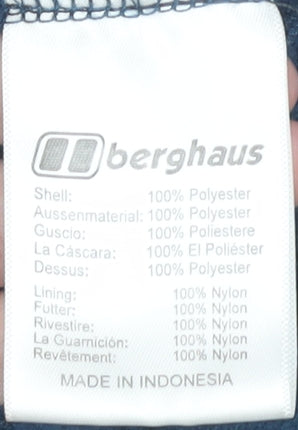 berghaus
Shell: 100% Polyester
Aussenmaterial: 100% Polyester
Guscio: 100% Poliestere
La Cáscara: 100% El Poliéster
Dessus: 100% Polyester
Lining: 100% Nylon
Futter: 100% Nylon
Rivestire: 100% Nylon
La Guarnición: 100% Nylon
Revêtement: 100% Nylon
MADE IN INDONESIA